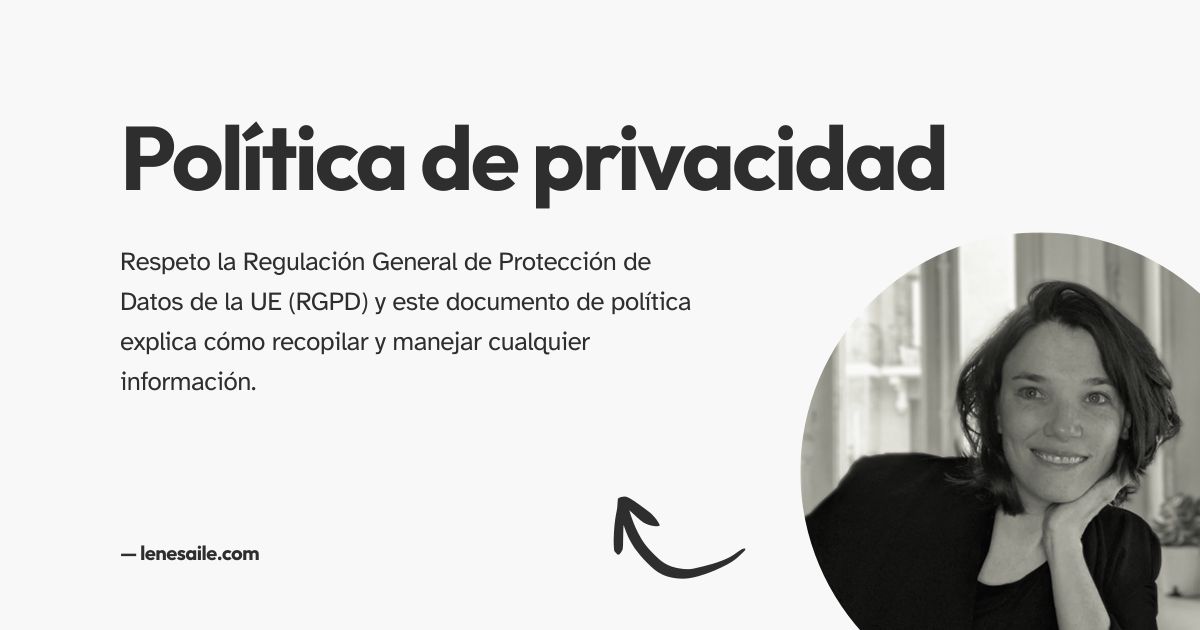 Política de privacidad
Respeto la Regulación General de Protección de
Datos de la UE (RGPD) y este documento de política
explica cómo recopilar y manejar cualquier
información.
— lenesaile.com